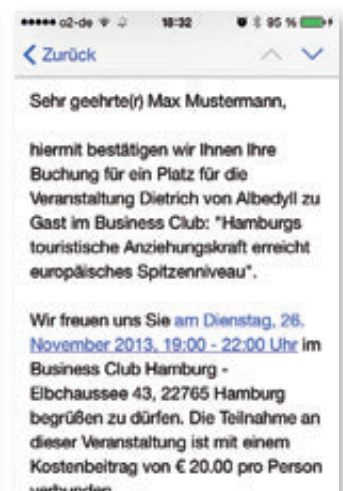 o2-de 18:32 95 %
Zurück
Sehr geehrte(r) Max Mustermann,
hiermit bestätigen wir Ihnen Ihre
Buchung für ein Platz für die
Veranstaltung Dietrich von Albedyll zu
Gast im Business Club: "Hamburgs
touristische Anziehungskraft erreicht
europäisches Spitzenniveau".
Wir freuen uns Sie am Dienstag, 26.
November 2013, 19:00 - 22:00 Uhr im
Business Club Hamburg -
Elbchaussee 43, 22765 Hamburg
begrüßen zu dürfen. Die Teilnahme an
dieser Veranstaltung ist mit einem
Kostenbeitrag von € 20.00 pro Person
verbunden